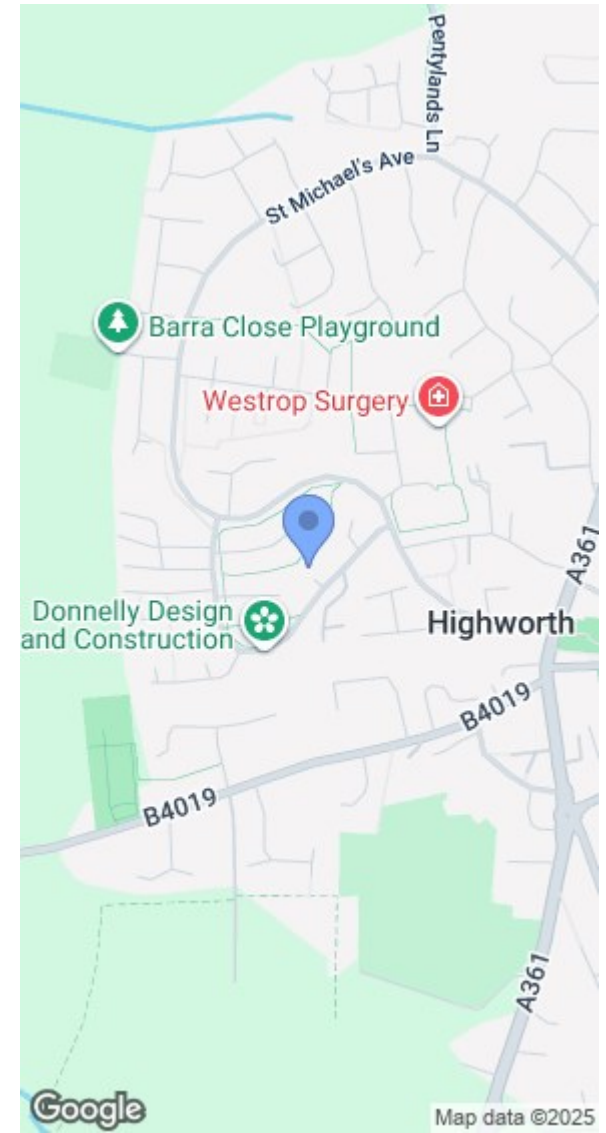 Pentylands Ln
St Michael's Ave
Barra Close Playground
Westrop Surgery
A361
Donnelly Design
and Construction
Highworth
B4019
B4019
A361
Google
Map data ©2025